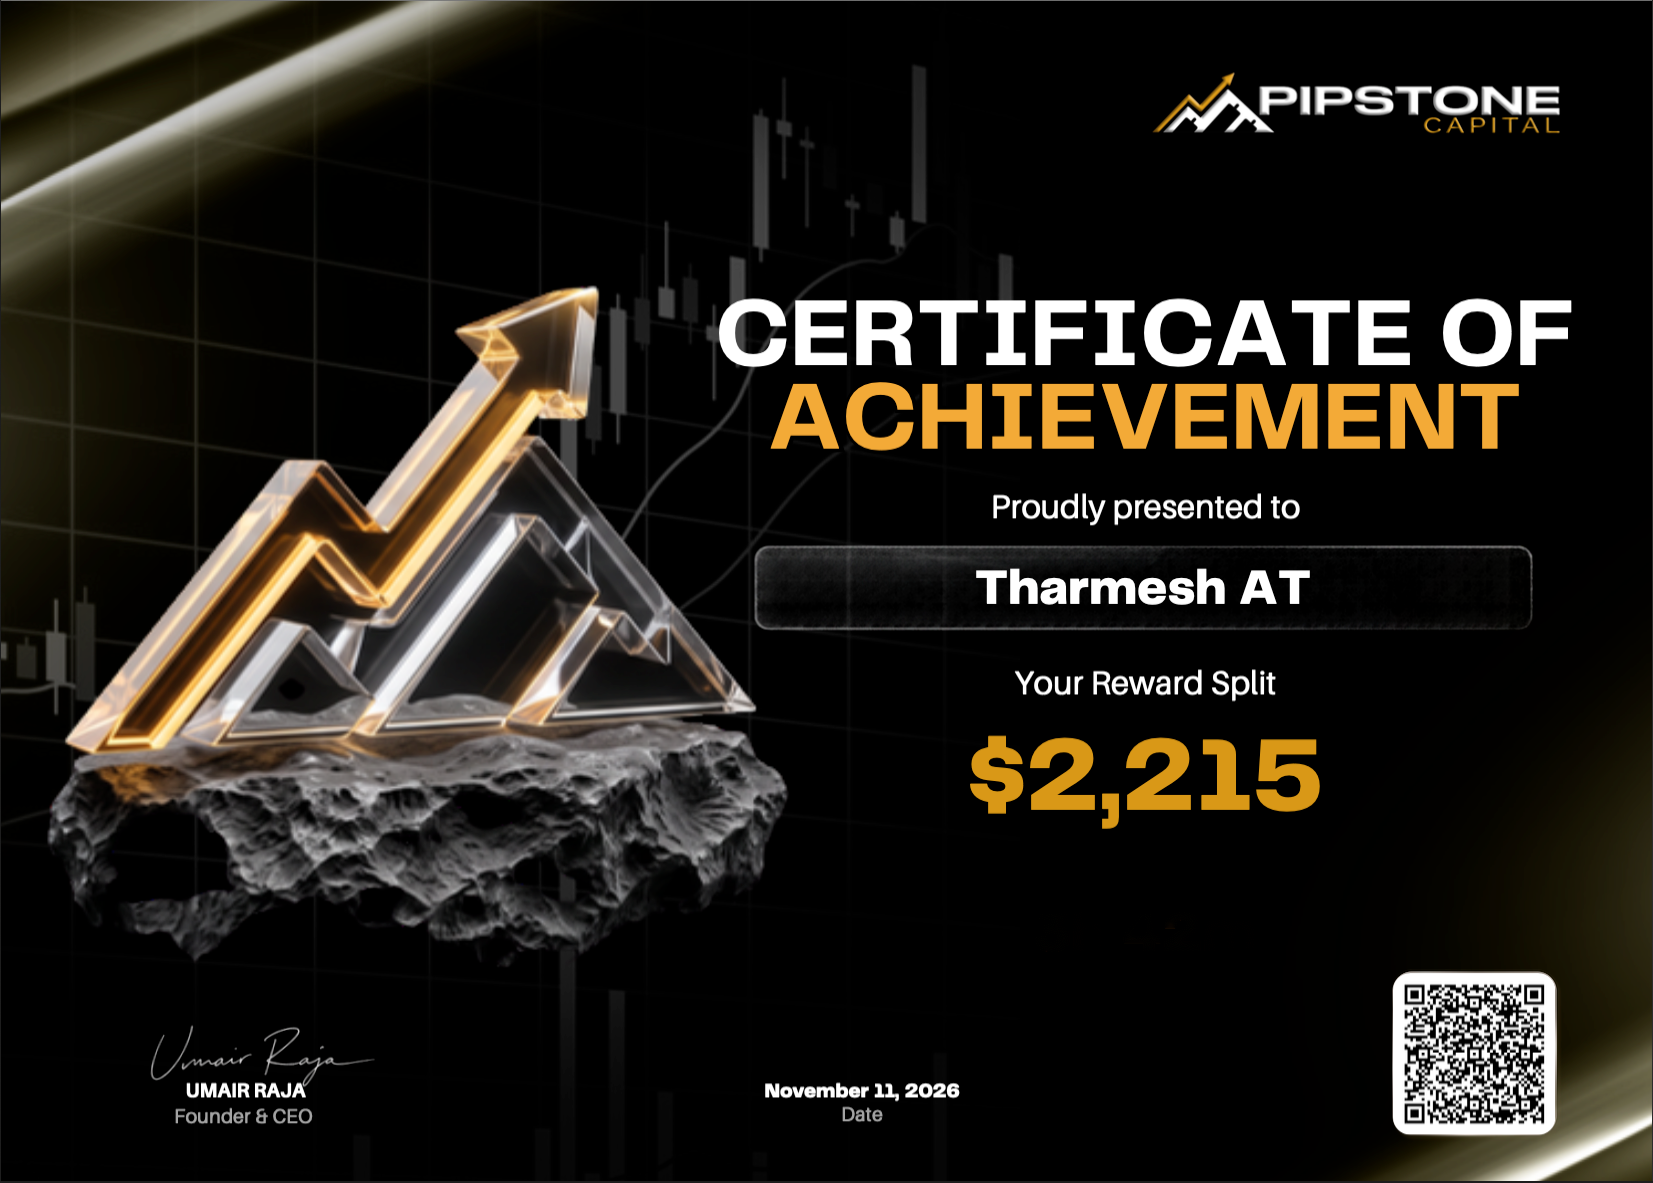 PIPSTONE
CAPITAL
CERTIFICATE OF
ACHIEVEMENT
Proudly presented to
Tharmesh AT
Your Reward Split
$2,215
Umair Raja
UMAIR RAJA
Founder & CEO
November 11, 2026
Date